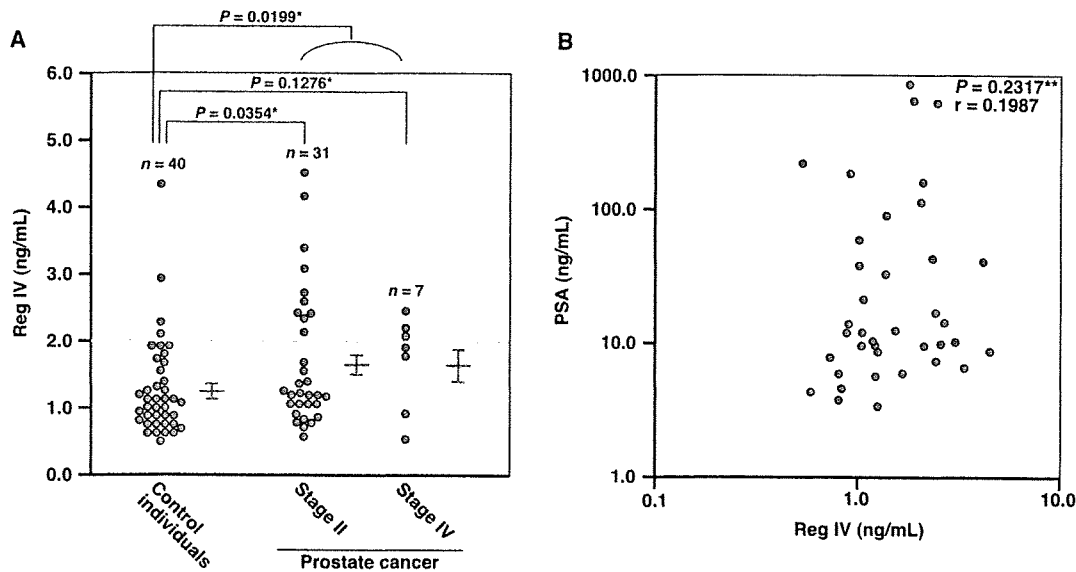 A
P = 0.0199*
P = 0.1276*
P = 0.0354*
n = 40
n = 31
n = 7
6.0
5.0
4.0
3.0
2.0
1.0
0.0
Reg IV (ng/mL)
Control individuals
Stage II
Stage IV
Prostate cancer
B
P = 0.2317**
r = 0.1987
1000.0
100.0
10.0
1.0
PSA (ng/mL)
0.1
1.0
10.0
Reg IV (ng/mL)